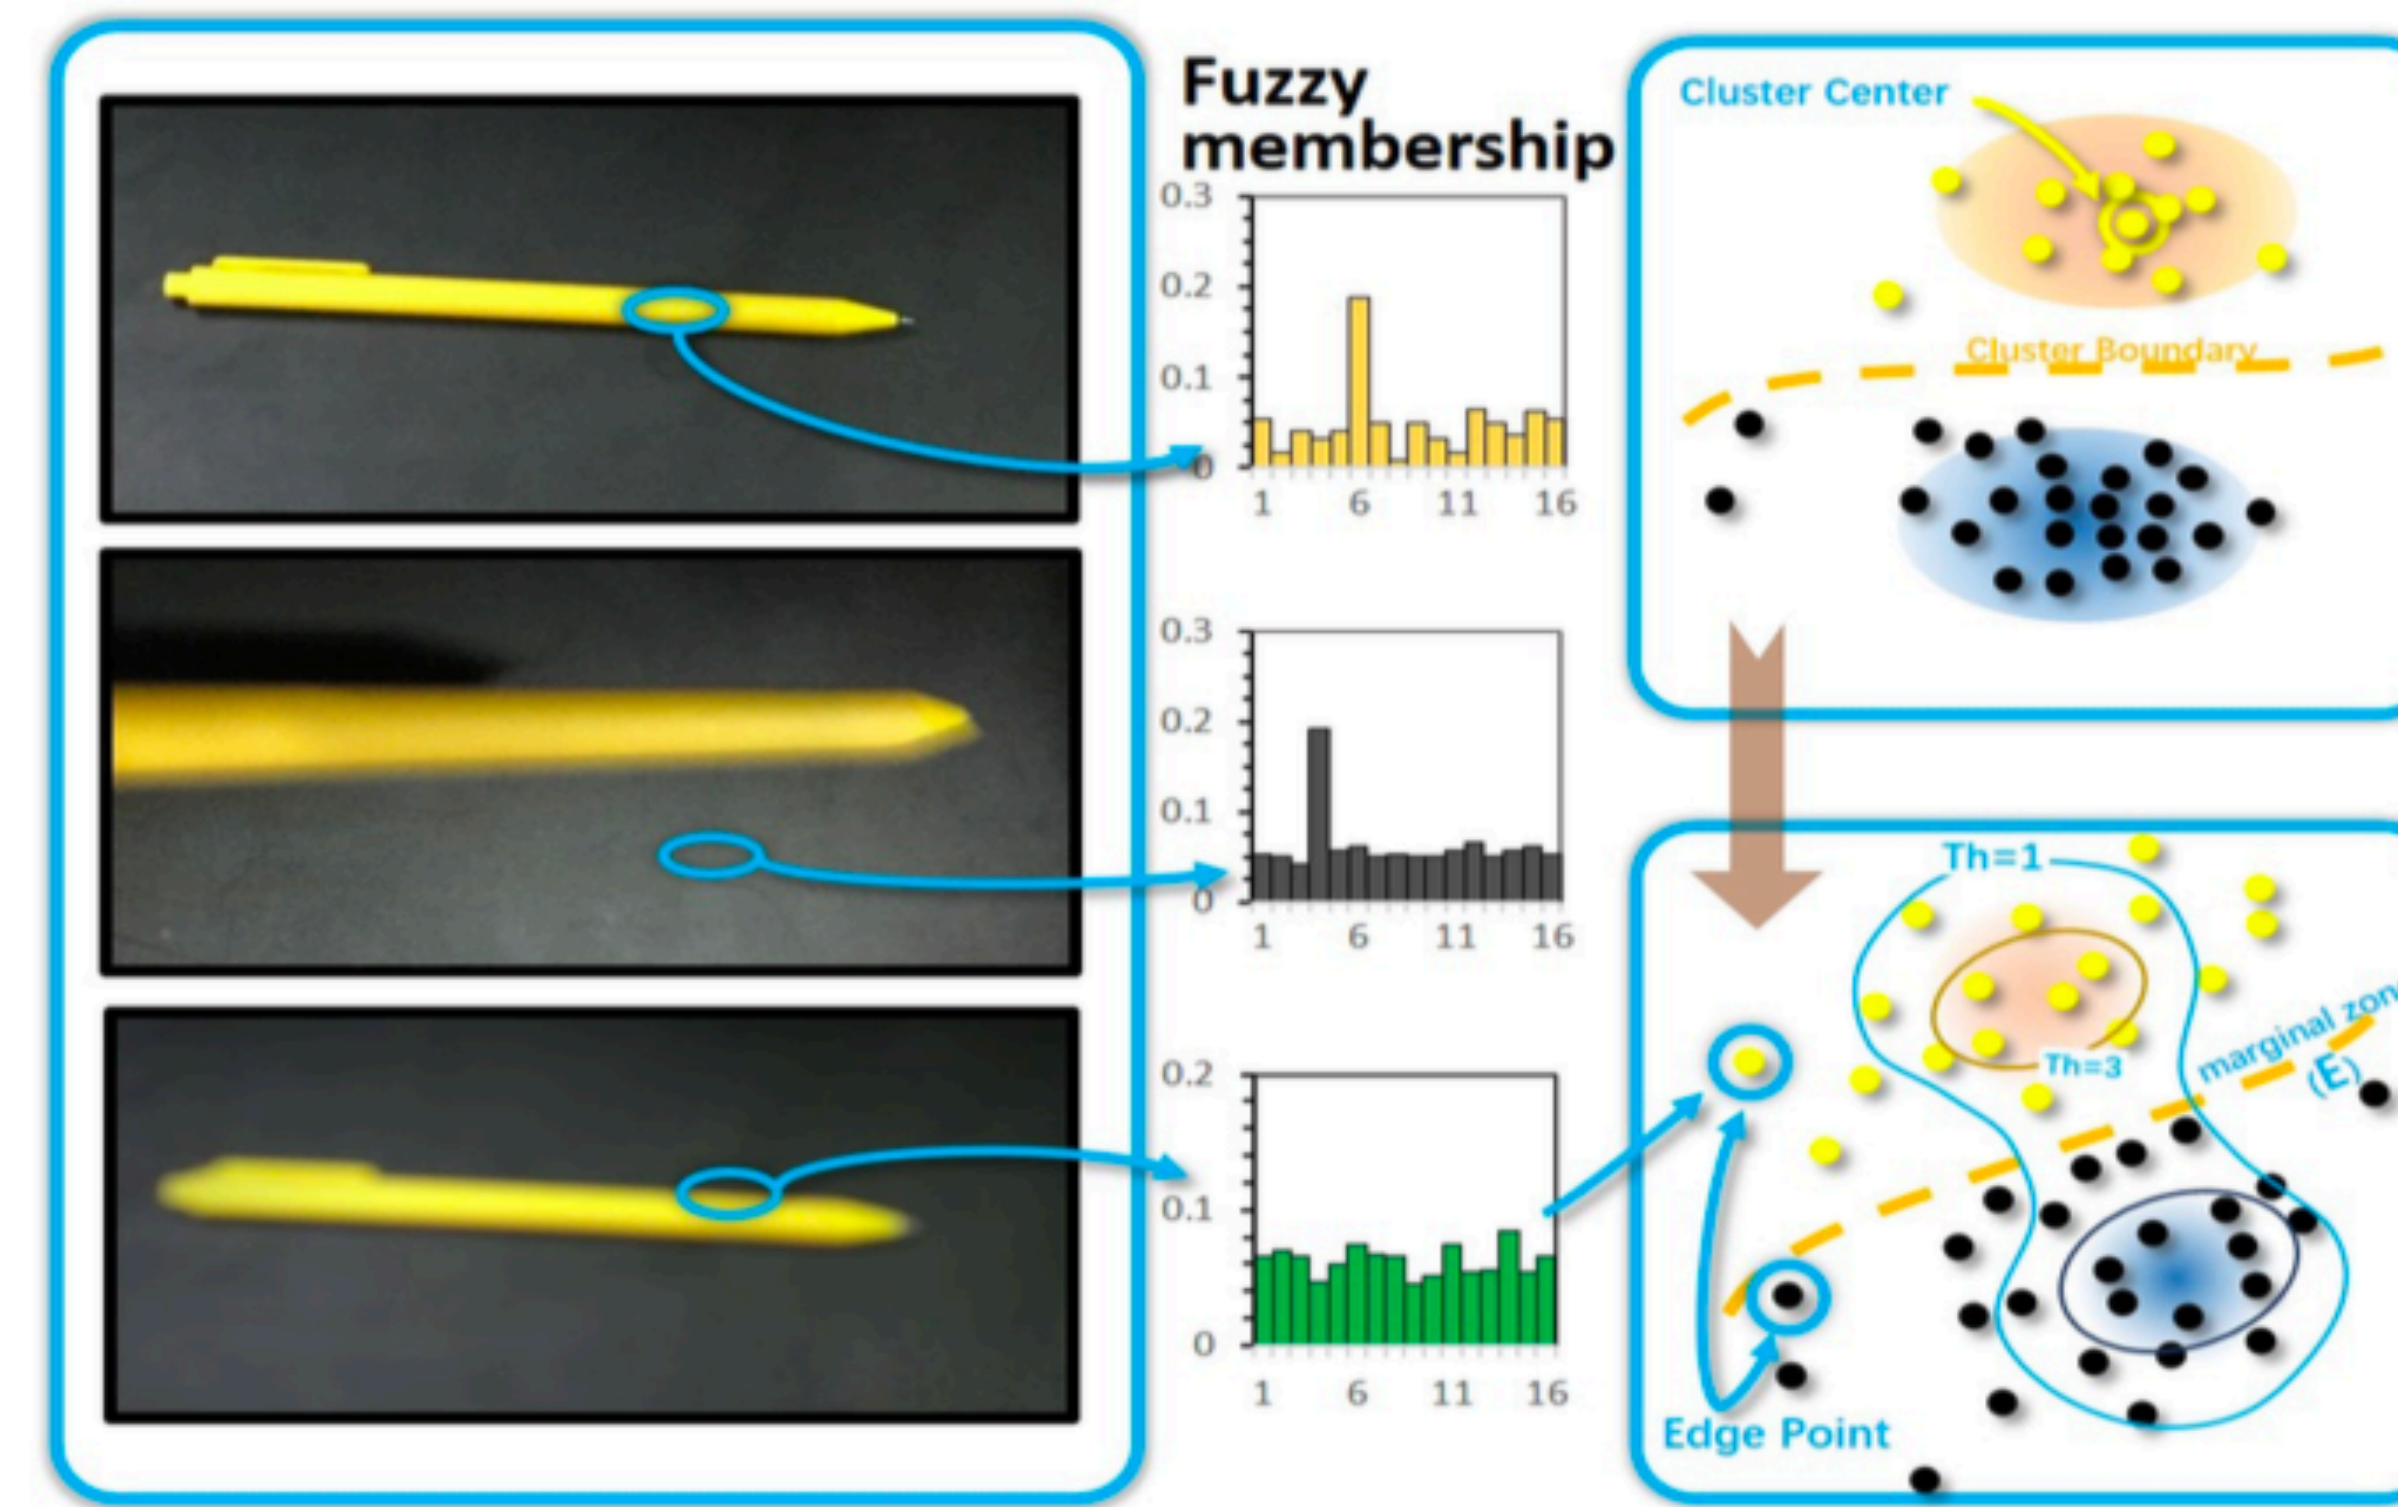 Fuzzy
membership
0.3
0.2
0.1
0
1 6 11 16
0.3
0.2
0.1
0
1 6 11 16
0.2
0.1
0
1 6 11 16
Cluster Center
Cluster Boundary
Th=1
Th=3
marginal zon
(E)
Edge Point